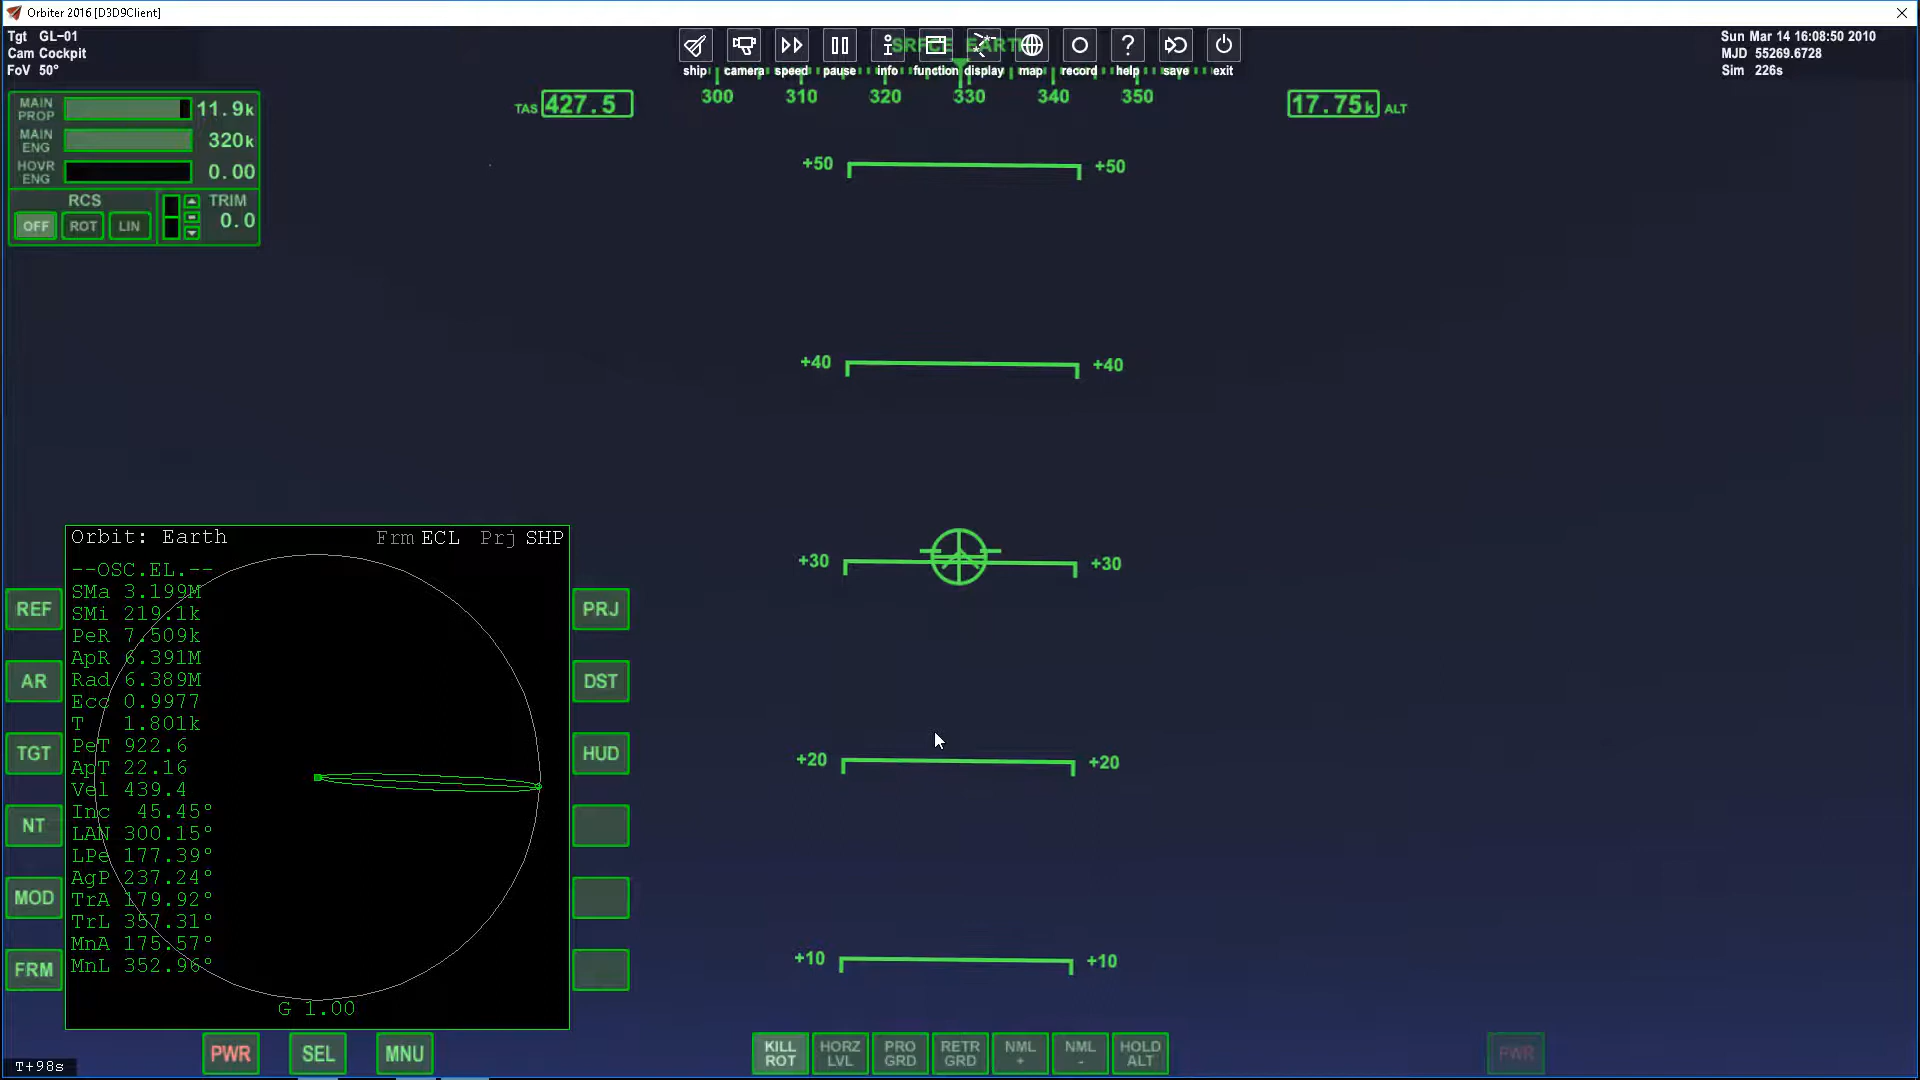 Orbiter 2016 [D3D9Client]
Tgt GL-01
Cam Cockpit
FoV 50°
Sun Mar 14 16:08:50 2010
MJD 55269.6728
Sim 226s
SRFCE EARTH
ship camera speed pause info function display map record help save exit
300 310 320 330 340 350
TAS 427.5
17.75k ALT
MAIN PROP 11.9k
MAIN ENG 320k
HOVR ENG 0.00
RCS TRIM
0.0
OFF ROT LIN
+50 +50
+40 +40
+30 +30
+20 +20
+10 +10
Orbit: Earth Frm ECL Prj SHP
--OSC.EL.--
SMa 3.199M
SMi 219.1k
PeR 7.509k
ApR 6.391M
Rad 6.389M
Ecc 0.9977
T 1.801k
PeT 922.6
ApT 22.16
Vel 439.4
Inc 45.45°
LAN 300.15°
LPe 177.39°
AgP 237.24°
TrA 179.92°
TrL 357.31°
MnA 175.57°
MnL 352.96°
G 1.00
REF
AR
TGT
NT
MOD
FRM
PRJ
DST
HUD
PWR SEL MNU
KILL ROT
HORZ LVL
PRO GRD
RETR GRD
NML +
NML -
HOLD ALT
PWR
T+98s